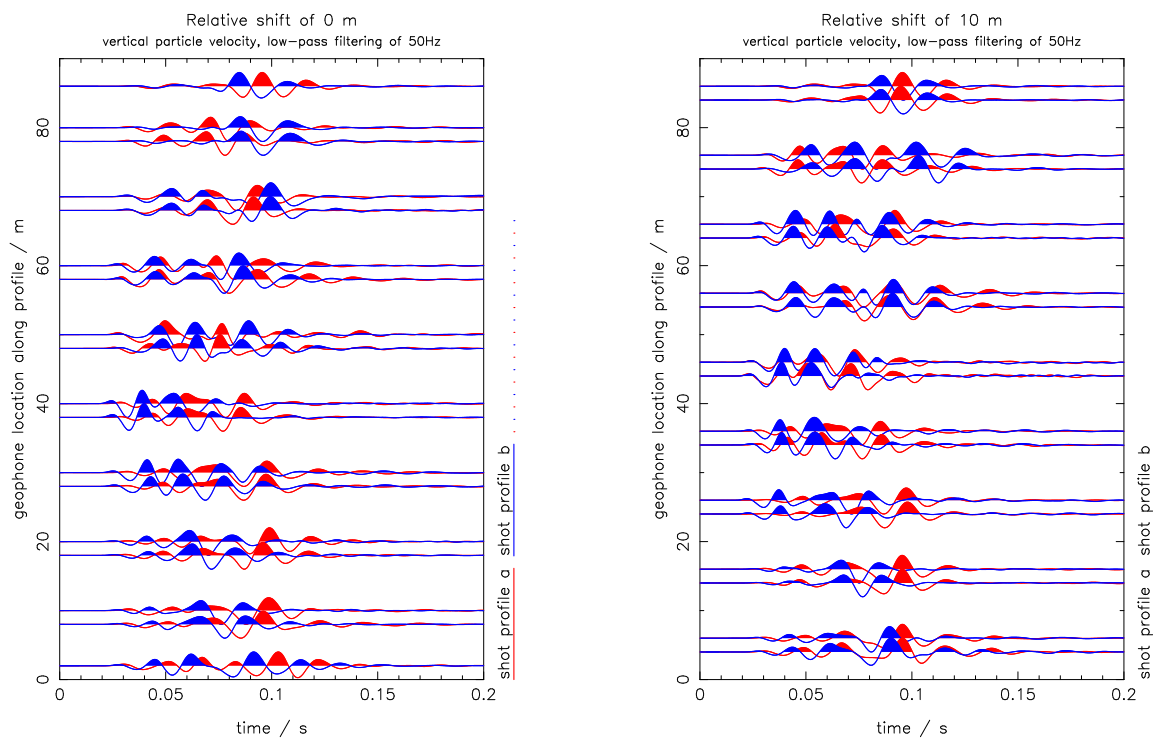 Relative shift of 0 m
vertical particle velocity, low-pass filtering of 50Hz
geophone location along profile / m
80
60
40
20
0
0
0.05
0.1
0.15
0.2
time / s
shot profile a
shot profile b
Relative shift of 10 m
vertical particle velocity, low-pass filtering of 50Hz
geophone location along profile / m
80
60
40
20
0
0
0.05
0.1
0.15
0.2
time / s
shot profile a
shot profile b